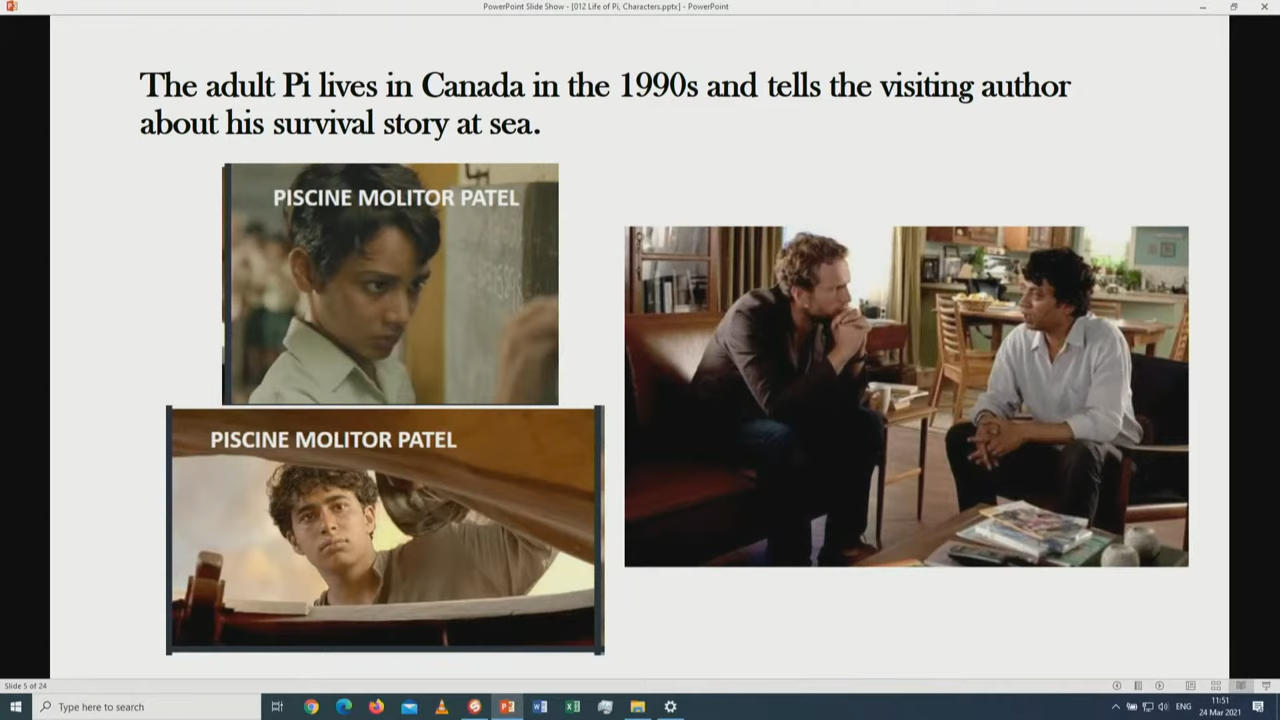 PowerPoint Slide Show - [012 Life of Pi, Characters.pptx] - PowerPoint
The adult Pi lives in Canada in the 1990s and tells the visiting author
about his survival story at sea.
PISCINE MOLITOR PATEL
PISCINE MOLITOR PATEL
Slide 5 of 24
Type here to search
ENG
11:51
24 Mar 2021